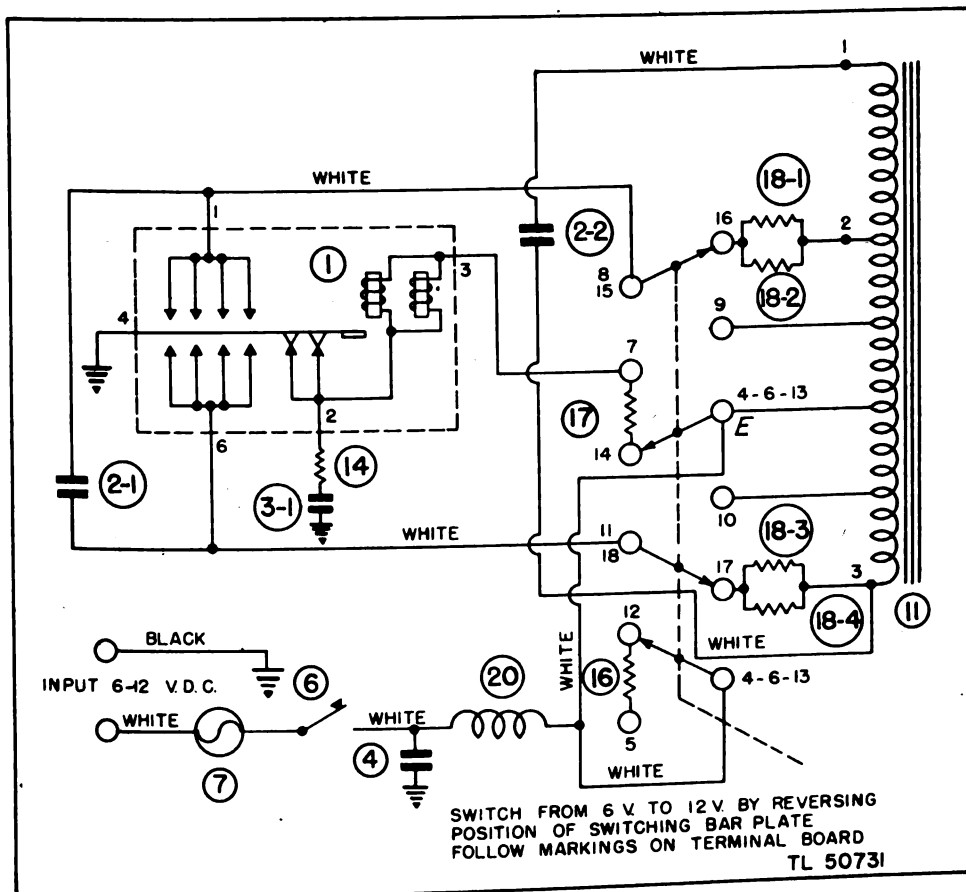 WHITE
1
WHITE
1
18-1
16
2
1
3
2-2
8
15
18-2
9
4
7
4-6-13
E
17
14
2
14
6
2-1
3-1
10
18-3
WHITE
11
18
17
3
18-4
11
12
WHITE
BLACK
WHITE
INPUT 6-12 V.D.C.
6
20
16
4-6-13
WHITE
WHITE
5
7
4
WHITE
SWITCH FROM 6 V. TO 12 V. BY REVERSING
POSITION OF SWITCHING BAR PLATE
FOLLOW MARKINGS ON TERMINAL BOARD
TL 50731